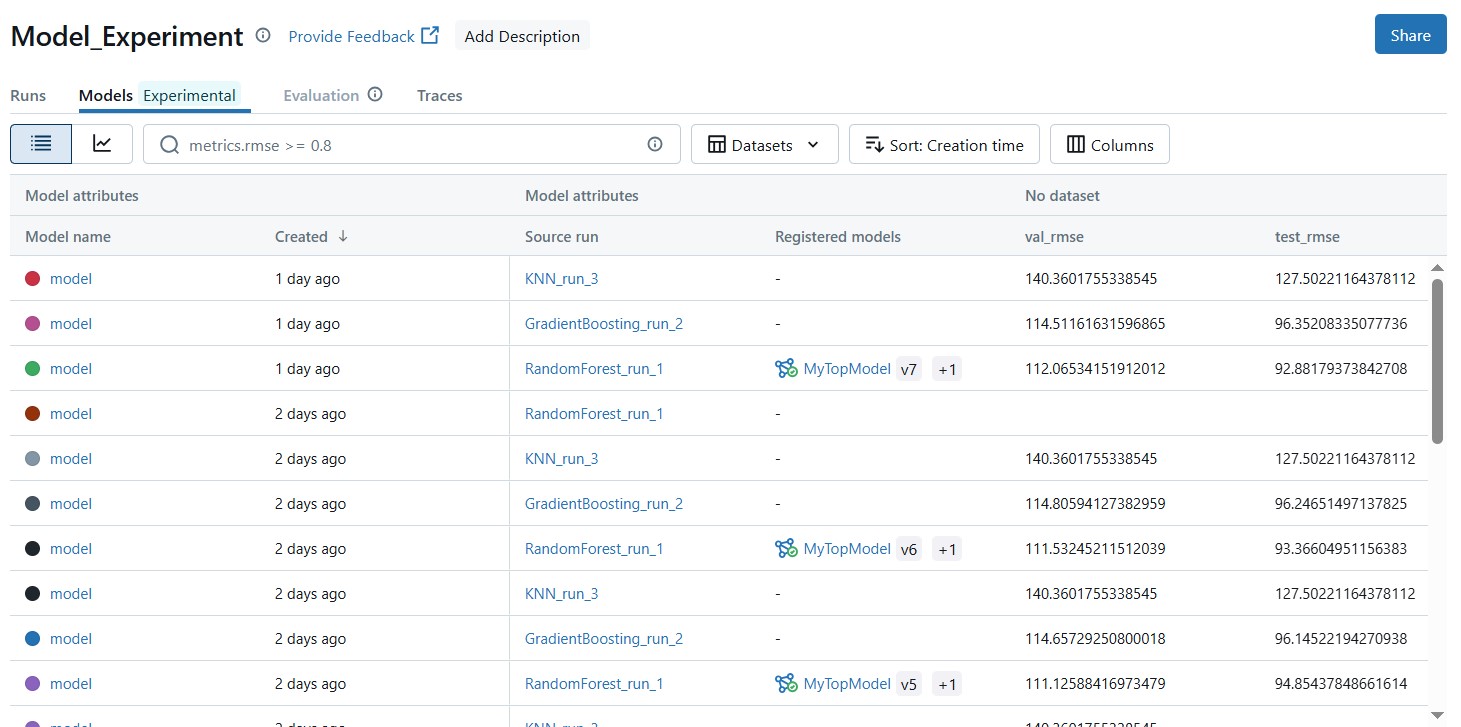 Model_Experiment Provide Feedback Add Description Share
Runs Models Experimental Evaluation Traces
metrics.rmse >= 0.8 Datasets Sort: Creation time Columns
Model attributes Model attributes No dataset
Model name Created Source run Registered models val_rmse test_rmse
model 1 day ago KNN_run_3 - 140.3601755338545 127.50221164378112
model 1 day ago GradientBoosting_run_2 - 114.51161631596865 96.35208335077736
model 1 day ago RandomForest_run_1 MyTopModel v7 +1 112.06534151912012 92.88179373842708
model 2 days ago RandomForest_run_1 -
model 2 days ago KNN_run_3 - 140.3601755338545 127.50221164378112
model 2 days ago GradientBoosting_run_2 - 114.80594127382959 96.24651497137825
model 2 days ago RandomForest_run_1 MyTopModel v6 +1 111.53245211512039 93.36604951156383
model 2 days ago KNN_run_3 - 140.3601755338545 127.50221164378112
model 2 days ago GradientBoosting_run_2 - 114.65729250800018 96.14522194270938
model 2 days ago RandomForest_run_1 MyTopModel v5 +1 111.12588416973479 94.85437848661614